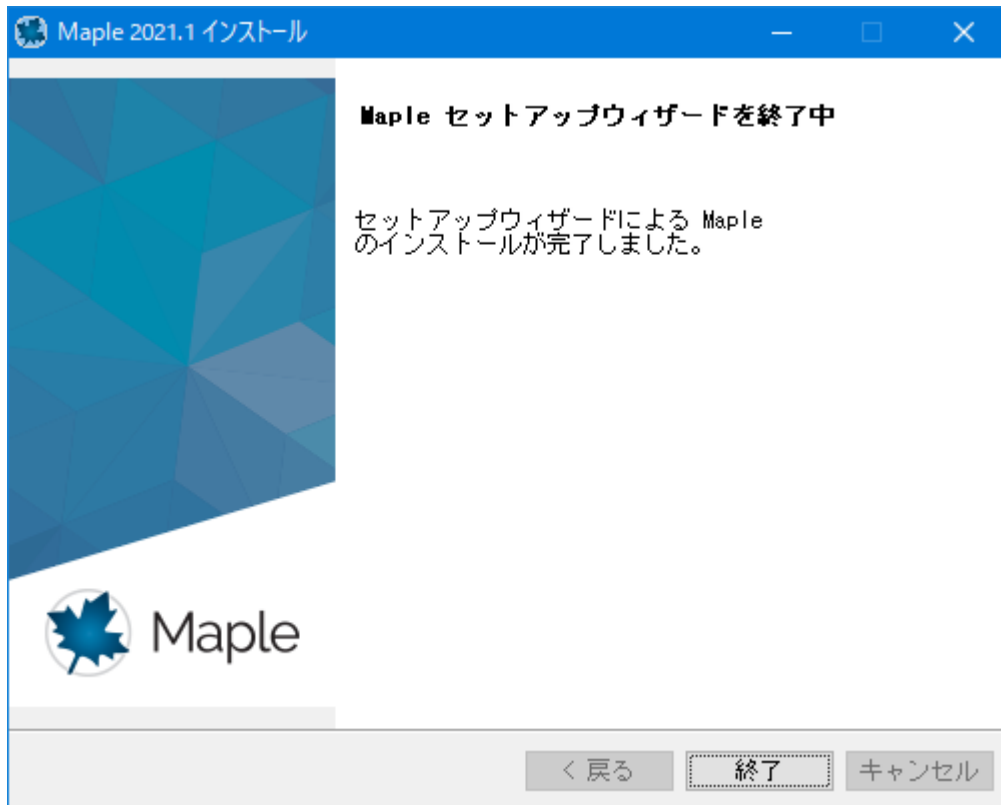 Maple 2021.1 インストール
Maple セットアップウィザードを終了中
セットアップウィザードによる Maple
のインストールが完了しました。
Maple
< 戻る
終了
キャンセル